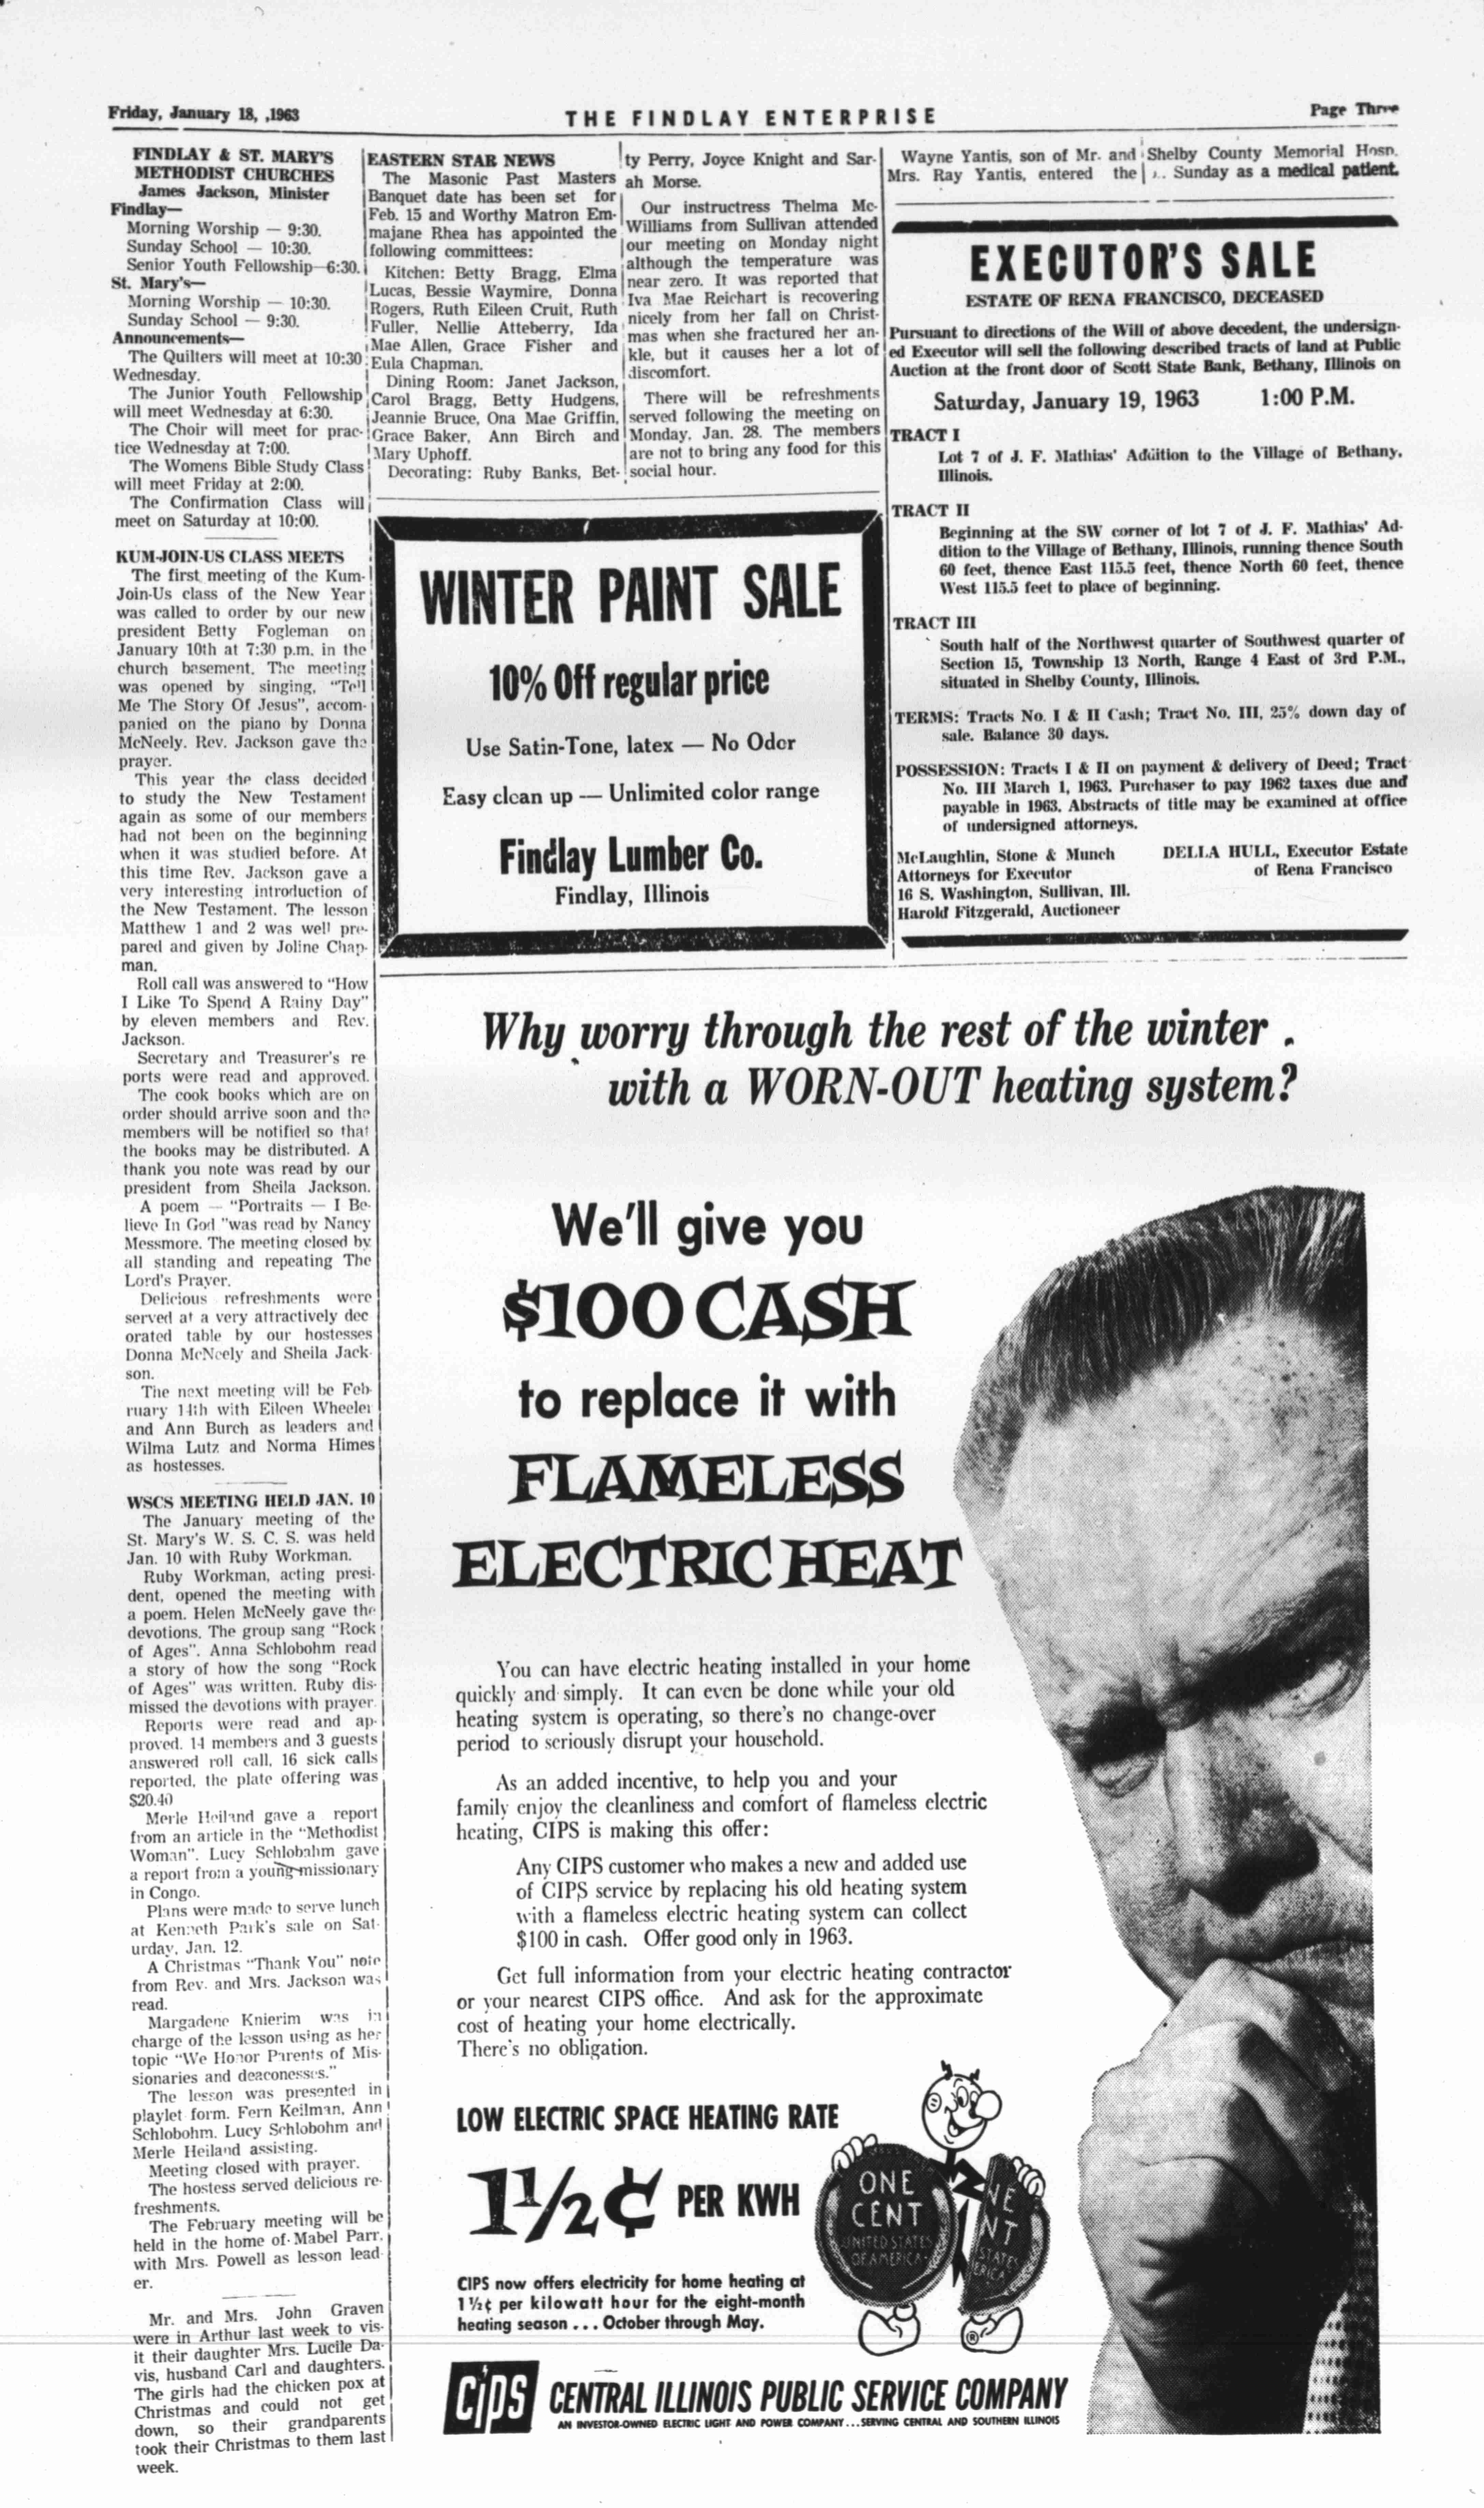 Friday, January 18, ,1963
THE FINDLAY ENTERPRISE
Page Three
FINDLAY & ST. MARY'S
METHODIST CHURCHES
James Jackson, Minister
Findlay—
Morning Worship — 9:30.
Sunday School — 10:30.
Senior Youth Fellowship—6:30.
St. Mary's—
Morning Worship — 10:30.
Sunday School — 9:30.
Announcements—
The Quilters will meet at 10:30
Wednesday.
The Junior Youth Fellowship
will meet Wednesday at 6:30.
The Choir will meet for prac-
tice Wednesday at 7:00.
The Womens Bible Study Class
will meet Friday at 2:00.
The Confirmation Class will
meet on Saturday at 10:00.
KUM-JOIN-US CLASS MEETS
The first meeting of the Kum-
Join-Us class of the New Year
was called to order by our new
president Betty Fogleman on
January 10th at 7:30 p.m. in the
church basement. The meeting
was opened by singing, "Tell
Me The Story Of Jesus", accom-
panied on the piano by Donna
McNeely. Rev. Jackson gave the
prayer.
This year the class decided
to study the New Testament
again as some of our members
had not been on the beginning
when it was studied before. At
this time Rev. Jackson gave a
very interesting introduction of
the New Testament. The lesson
Matthew 1 and 2 was well pre-
pared and given by Joline Chap-
man.
Roll call was answered to "How
I Like To Spend A Rainy Day"
by eleven members and Rev.
Jackson.
Secretary and Treasurer's re
ports were read and approved.
The cook books which are on
order should arrive soon and the
members will be notified so that
the books may be distributed. A
thank you note was read by our
president from Sheila Jackson.
A poem — "Portraits — I Be-
lieve In God "was read by Nancy
Messmore. The meeting closed by
all standing and repeating The
Lord's Prayer.
Delicious refreshments were
served at a very attractively dec
orated table by our hostesses
Donna McNeely and Sheila Jack-
son.
The next meeting will be Feb-
ruary 14th with Eileen Wheeler
and Ann Burch as leaders and
Wilma Lutz and Norma Himes
as hostesses.
WSCS MEETING HELD JAN. 10
The January meeting of the
St. Mary's W. S. C. S. was held
Jan. 10 with Ruby Workman.
Ruby Workman, acting presi-
dent, opened the meeting with
a poem. Helen McNeely gave the
devotions. The group sang "Rock
of Ages". Anna Schlobohm read
a story of how the song "Rock
of Ages" was written. Ruby dis-
missed the devotions with prayer.
Reports were read and ap-
proved. 14 members and 3 guests
answered roll call, 16 sick calls
reported, the plate offering was
$20.40
Merle Heiland gave a report
from an article in the "Methodist
Woman". Lucy Schlobahm gave
a report from a young missionary
in Congo.
Plans were made to serve lunch
at Kenneth Park's sale on Sat-
urday, Jan. 12.
A Christmas "Thank You" note
from Rev. and Mrs. Jackson was
read.
Margadene Knierim was in
charge of the lesson using as her
topic "We Honor Parents of Mis-
sionaries and deaconesses."
The lesson was presented in
playlet form. Fern Keilman, Ann
Schlobohm. Lucy Schlobohm and
Merle Heiland assisting.
Meeting closed with prayer.
The hostess served delicious re-
freshments.
The February meeting will be
held in the home of Mabel Parr,
with Mrs. Powell as lesson lead-
er.
Mr. and Mrs. John Graven
were in Arthur last week to vis-
it their daughter Mrs. Lucile Da-
vis, husband Carl and daughters.
The girls had the chicken pox at
Christmas and could not get
down, so their grandparents
took their Christmas to them last
week.
EASTERN STAR NEWS
The Masonic Past Masters
Banquet date has been set for
Feb. 15 and Worthy Matron Em-
majane Rhea has appointed the
following committees:
Kitchen: Betty Bragg, Elma
Lucas, Bessie Waymire, Donna
Rogers, Ruth Eileen Cruit, Ruth
Fuller, Nellie Atteberry, Ida
Mae Allen, Grace Fisher and
Eula Chapman.
Dining Room: Janet Jackson,
Carol Bragg, Betty Hudgens,
Jeannie Bruce, Ona Mae Griffin,
Grace Baker, Ann Birch and
Mary Uphoff.
Decorating: Ruby Banks, Bet-
ty Perry, Joyce Knight and Sar-
ah Morse.
Our instructress Thelma Mc-
Williams from Sullivan attended
our meeting on Monday night
although the temperature was
near zero. It was reported that
Iva Mae Reichart is recovering
nicely from her fall on Christ-
mas when she fractured her an-
kle, but it causes her a lot of
discomfort.
There will be refreshments
served following the meeting on
Monday, Jan. 28. The members
are not to bring any food for this
social hour.
Wayne Yantis, son of Mr. and
Mrs. Ray Yantis, entered the
Shelby County Memorial Hosp.
Sunday as a medical patient.
EXECUTOR'S SALE
ESTATE OF RENA FRANCISCO, DECEASED
Pursuant to directions of the Will of above decedent, the undersign-
ed Executor will sell the following described tracts of land at Public
Auction at the front door of Scott State Bank, Bethany, Illinois on
Saturday, January 19, 1963 1:00 P.M.
TRACT I
Lot 7 of J. F. Mathias' Addition to the Village of Bethany,
Illinois.
TRACT II
Beginning at the SW corner of lot 7 of J. F. Mathias' Ad-
dition to the Village of Bethany, Illinois, running thence South
60 feet, thence East 115.5 feet, thence North 60 feet, thence
West 115.5 feet to place of beginning.
TRACT III
South half of the Northwest quarter of Southwest quarter of
Section 15, Township 13 North, Range 4 East of 3rd P.M.,
situated in Shelby County, Illinois.
TERMS: Tracts No. I & II Cash; Tract No. III, 25% down day of
sale. Balance 30 days.
POSSESSION: Tracts I & II on payment & delivery of Deed; Tract
No. III March 1, 1963. Purchaser to pay 1962 taxes due and
payable in 1963. Abstracts of title may be examined at office
of undersigned attorneys.
McLaughlin, Stone & Munch
Attorneys for Executor
16 S. Washington, Sullivan, Ill.
Harold Fitzgerald, Auctioneer
DELLA HULL, Executor Estate
of Rena Francisco
WINTER PAINT SALE
10% Off regular price
Use Satin-Tone, latex — No Odor
Easy clean up — Unlimited color range
Findlay Lumber Co.
Findlay, Illinois
Why worry through the rest of the winter .
with a WORN-OUT heating system?
We'll give you
$100 CASH
to replace it with
FLAMELESS
ELECTRIC HEAT
You can have electric heating installed in your home
quickly and simply. It can even be done while your old
heating system is operating, so there's no change-over
period to seriously disrupt your household.
As an added incentive, to help you and your
family enjoy the cleanliness and comfort of flameless electric
heating, CIPS is making this offer:
Any CIPS customer who makes a new and added use
of CIPS service by replacing his old heating system
with a flameless electric heating system can collect
$100 in cash. Offer good only in 1963.
Get full information from your electric heating contractor
or your nearest CIPS office. And ask for the approximate
cost of heating your home electrically.
There's no obligation.
LOW ELECTRIC SPACE HEATING RATE
1½¢ PER KWH
ONE
CENT
UNITED STATES
OF AMERICA
NE
NT
STATES
ERICA
®
CIPS now offers electricity for home heating at
1½¢ per kilowatt hour for the eight-month
heating season . . . October through May.
CIPS CENTRAL ILLINOIS PUBLIC SERVICE COMPANY
AN INVESTOR-OWNED ELECTRIC LIGHT AND POWER COMPANY . . . SERVING CENTRAL AND SOUTHERN ILLINOIS